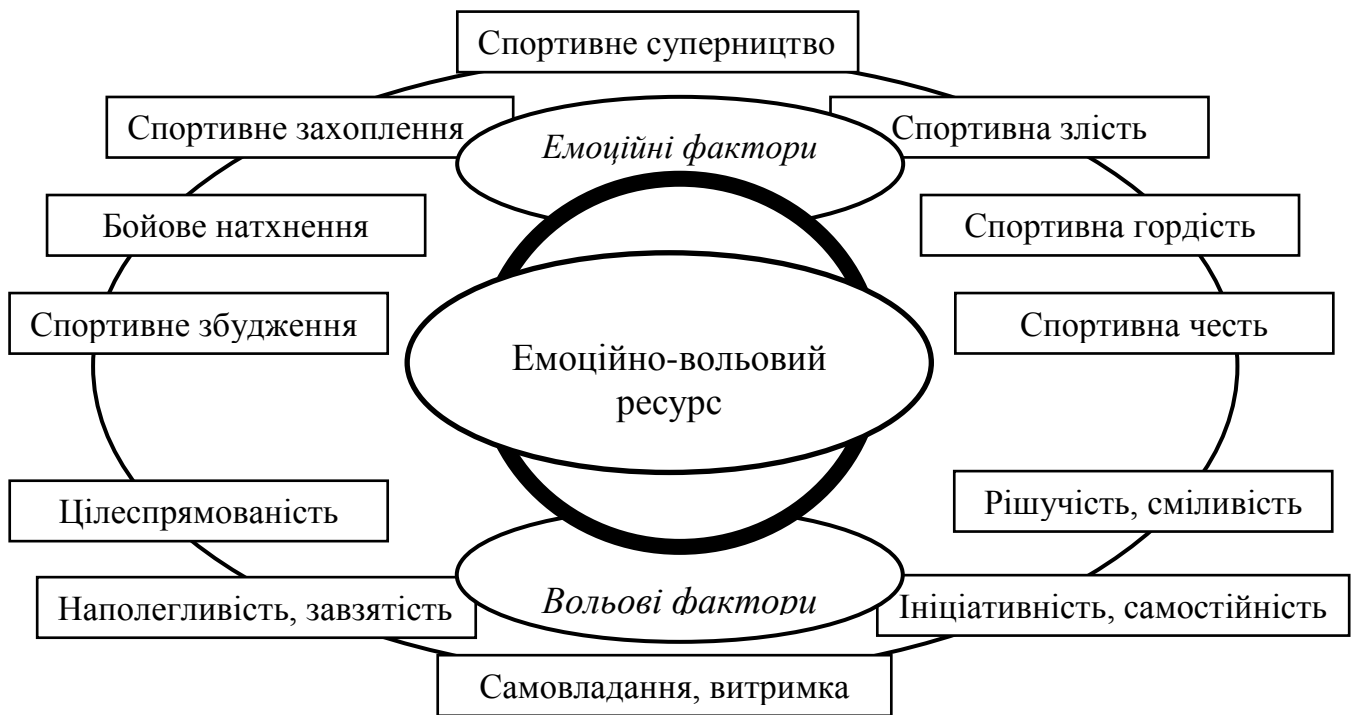 Спортивне суперництво
Спортивне захоплення
Емоційні фактори
Спортивна злість
Бойове натхнення
Спортивна гордість
Спортивне збудження
Спортивна честь
Емоційно-вольовий
ресурс
Цілеспрямованість
Рішучість, сміливість
Наполегливість, завзятість
Вольові фактори
Ініціативність, самостійність
Самовладання, витримка